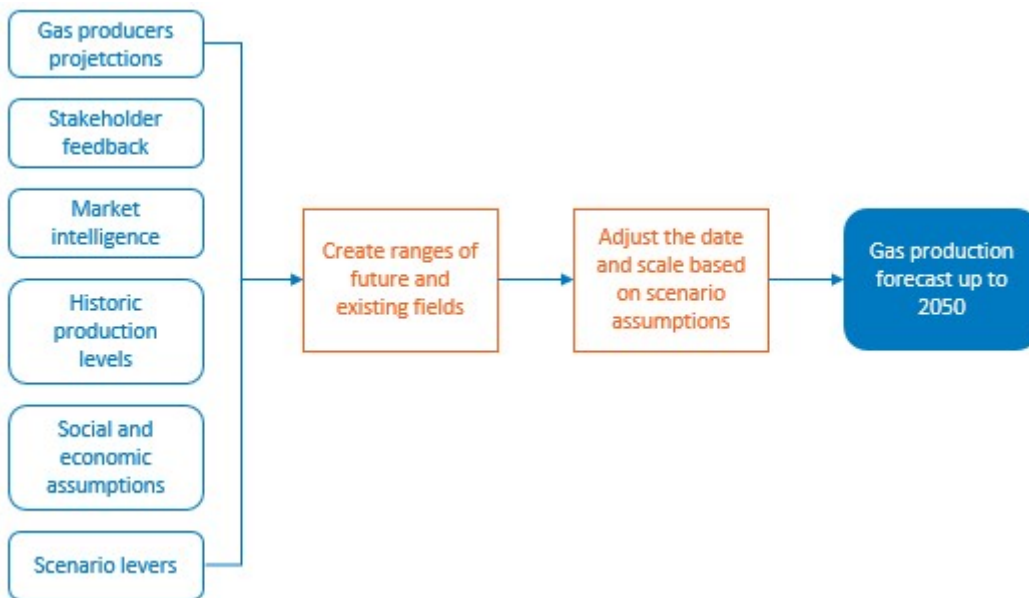 Gas producers
projetctions
Stakeholder
feedback
Market
intelligence
Historic
production
levels
Social and
economic
assumptions
Scenario levers
Create ranges of
future and
existing fields
Adjust the date
and scale based
on scenario
assumptions
Gas production
forecast up to
2050